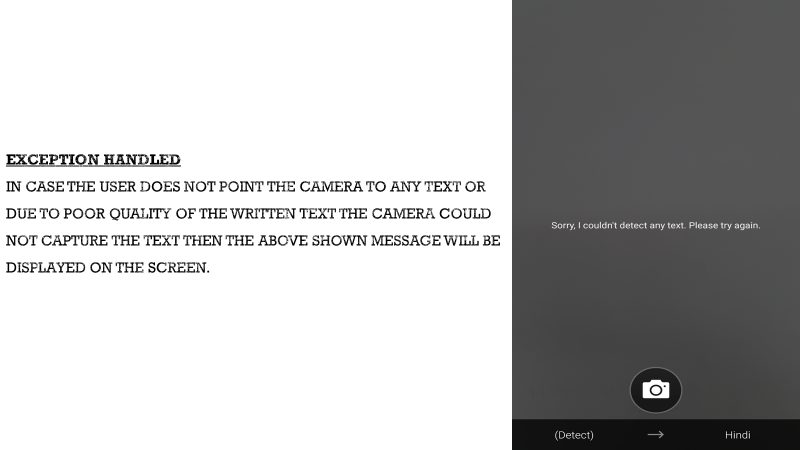 EXCEPTION HANDLED
IN CASE THE USER DOES NOT POINT THE CAMERA TO ANY TEXT OR
DUE TO POOR QUALITY OF THE WRITTEN TEXT THE CAMERA COULD
NOT CAPTURE THE TEXT THEN THE ABOVE SHOWN MESSAGE WILL BE
DISPLAYED ON THE SCREEN.
Sorry, I couldn't detect any text. Please try again.
(Detect) → Hindi